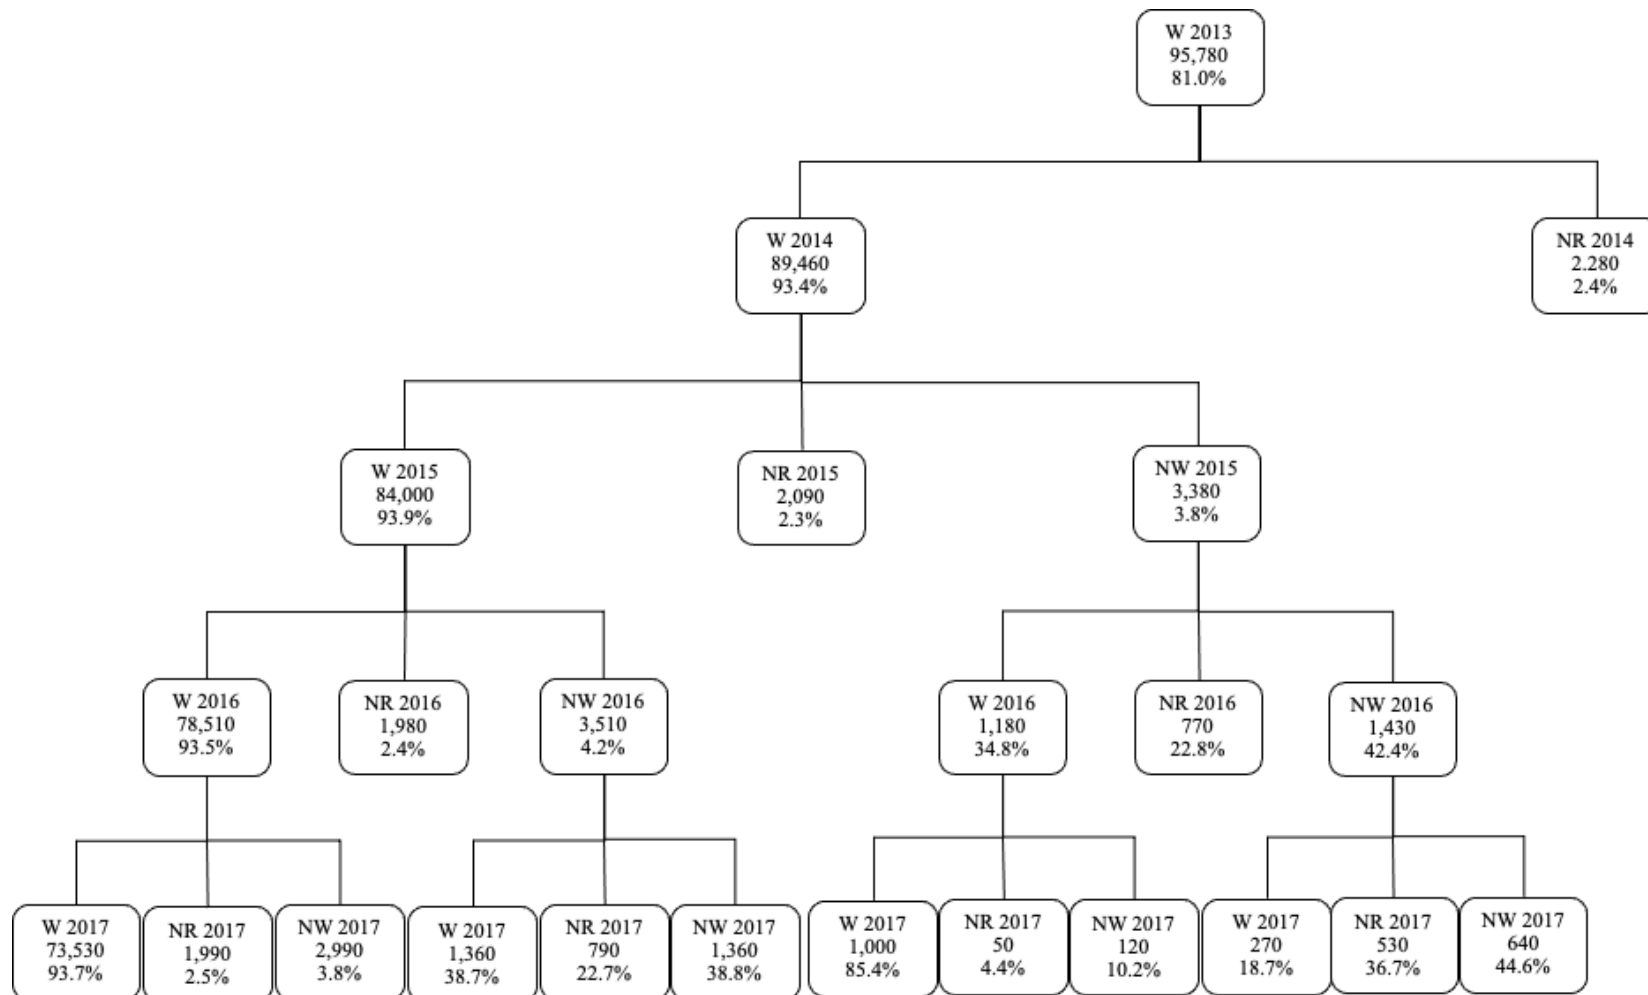 W 2013
95,780
81.0%
W 2014
89,460
93.4%
NR 2014
2.280
2.4%
W 2015
84,000
93.9%
NR 2015
2,090
2.3%
NW 2015
3,380
3.8%
W 2016
78,510
93.5%
NR 2016
1,980
2.4%
NW 2016
3,510
4.2%
W 2016
1,180
34.8%
NR 2016
770
22.8%
NW 2016
1,430
42.4%
W 2017
73,530
93.7%
NR 2017
1,990
2.5%
NW 2017
2,990
3.8%
W 2017
1,360
38.7%
NR 2017
790
22.7%
NW 2017
1,360
38.8%
W 2017
1,000
85.4%
NR 2017
50
4.4%
NW 2017
120
10.2%
W 2017
270
18.7%
NR 2017
530
36.7%
NW 2017
640
44.6%